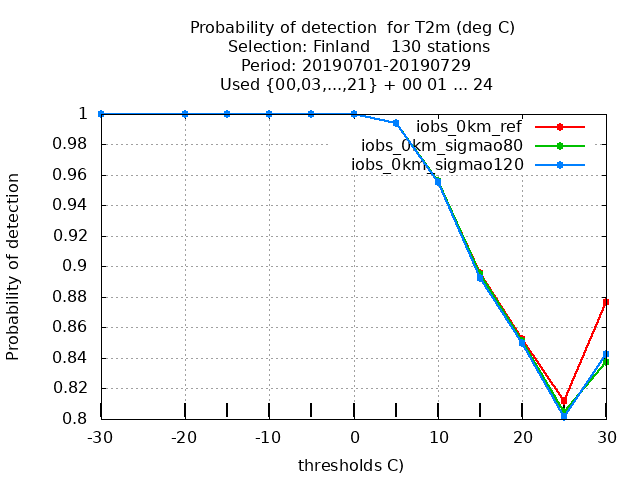 Probability of detection  for T2m (deg C)
Selection: Finland    130 stations
Period: 20190701-20190729
Used {00,03,...,21} + 00 01 ... 24
iobs_0km_ref
iobs_0km_sigmao80
iobs_0km_sigmao120
Probability of detection
1
0.98
0.96
0.94
0.92
0.9
0.88
0.86
0.84
0.82
0.8
-30 -20 -10 0 10 20 30
thresholds C)